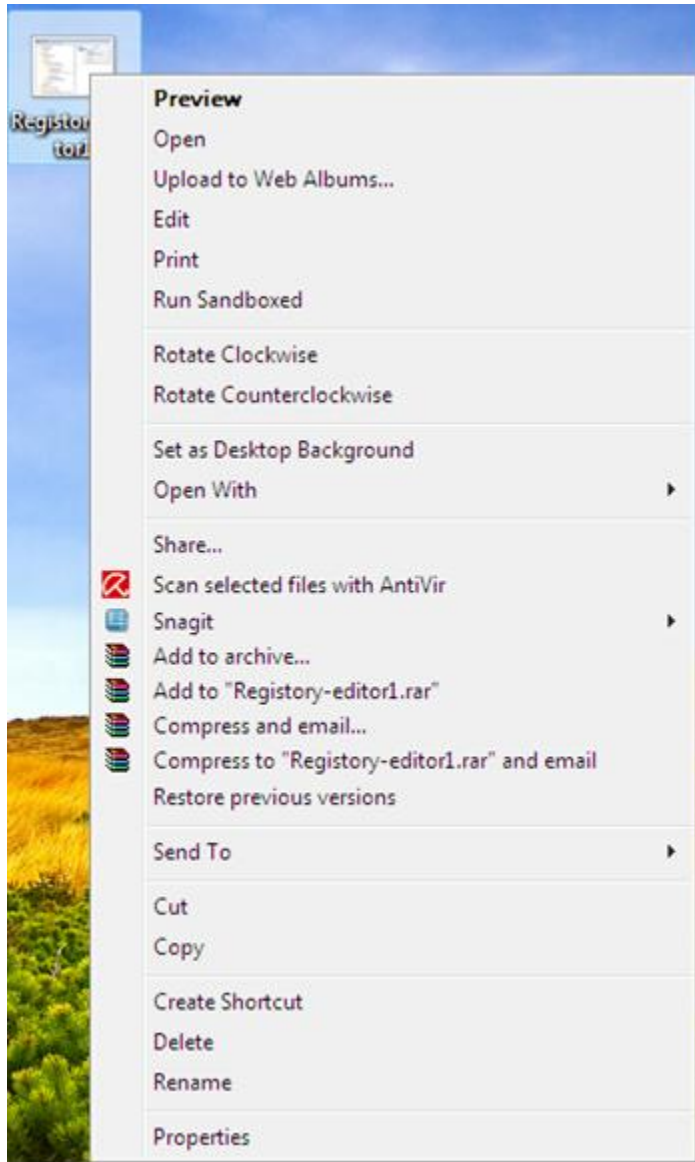 Preview
Open
Upload to Web Albums...
Edit
Print
Run Sandboxed
Rotate Clockwise
Rotate Counterclockwise
Set as Desktop Background
Open With
Share...
Scan selected files with AntiVir
Snagit
Add to archive...
Add to "Registory-editor1.rar"
Compress and email...
Compress to "Registory-editor1.rar" and email
Restore previous versions
Send To
Cut
Copy
Create Shortcut
Delete
Rename
Properties